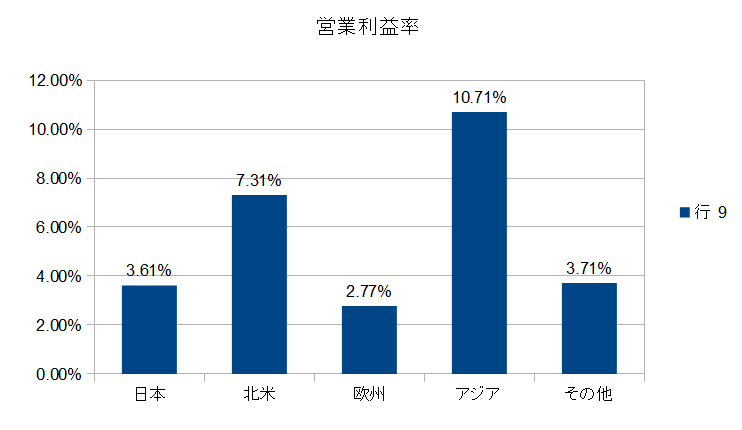 営業利益率
12.00%
10.00%
8.00%
6.00%
4.00%
2.00%
0.00%
3.61%
7.31%
2.77%
10.71%
3.71%
日本
北米
欧州
アジア
その他
行 9